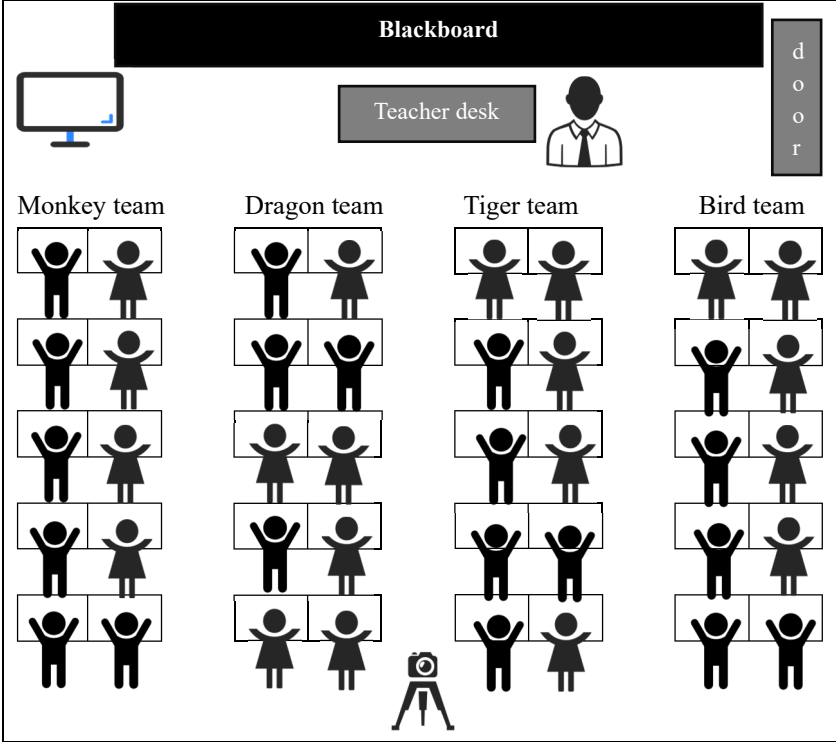 Blackboard
d
o
o
r
Teacher desk
Monkey team
Dragon team
Tiger team
Bird team